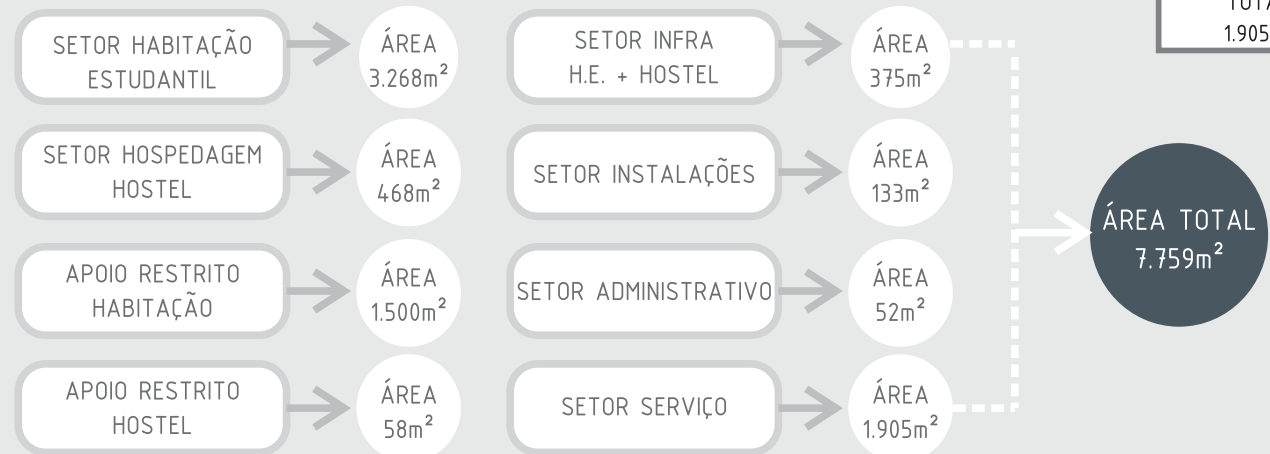 TOTA
1.905
SETOR HABITAÇÃO
ESTUDANTIL
ÁREA
3.268m²
SETOR INFRA
H.E. + HOSTEL
ÁREA
375m²
SETOR HOSPEDAGEM
HOSTEL
ÁREA
468m²
SETOR INSTALAÇÕES
ÁREA
133m²
APOIO RESTRITO
HABITAÇÃO
ÁREA
1.500m²
SETOR ADMINISTRATIVO
ÁREA
52m²
APOIO RESTRITO
HOSTEL
ÁREA
58m²
SETOR SERVIÇO
ÁREA
1.905m²
ÁREA TOTAL
7.759m²